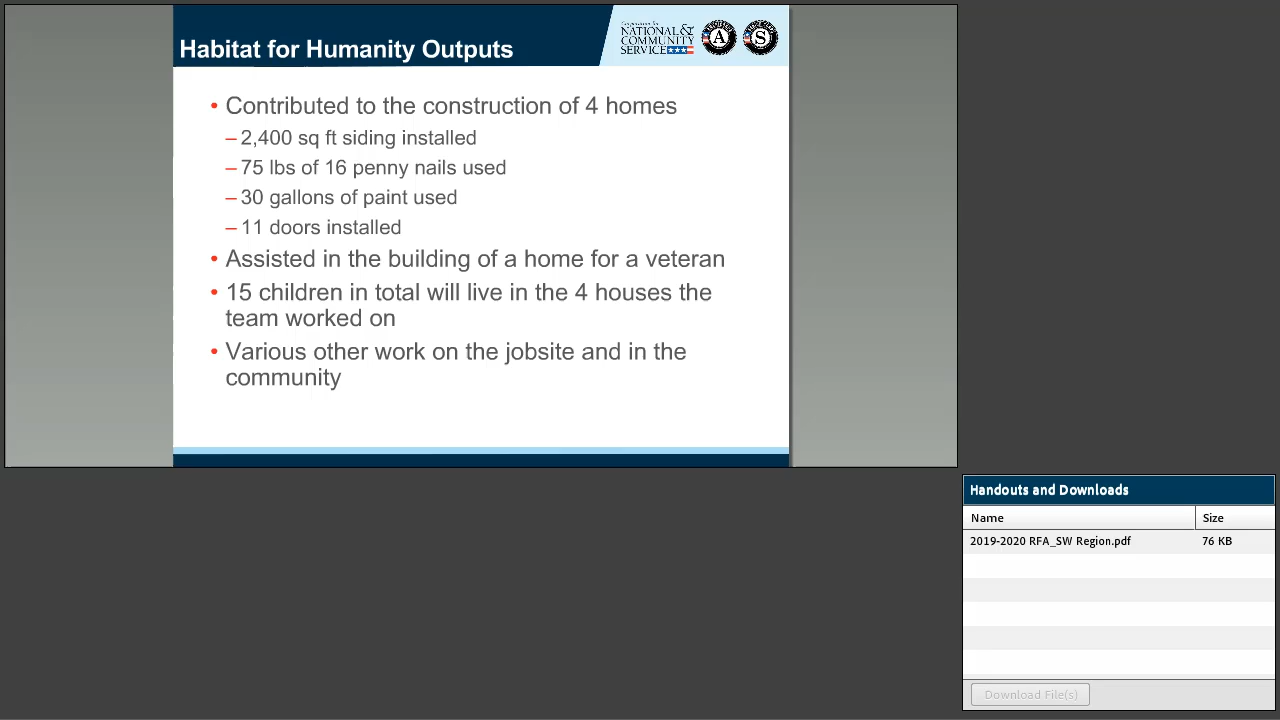 Habitat for Humanity Outputs
Corporation for
NATIONAL &
COMMUNITY
SERVICE
A
S
• Contributed to the construction of 4 homes
– 2,400 sq ft siding installed
– 75 lbs of 16 penny nails used
– 30 gallons of paint used
– 11 doors installed
• Assisted in the building of a home for a veteran
• 15 children in total will live in the 4 houses the
team worked on
• Various other work on the jobsite and in the
community
Handouts and Downloads
Name Size
2019-2020 RFA_SW Region.pdf 76 KB
Download File(s)